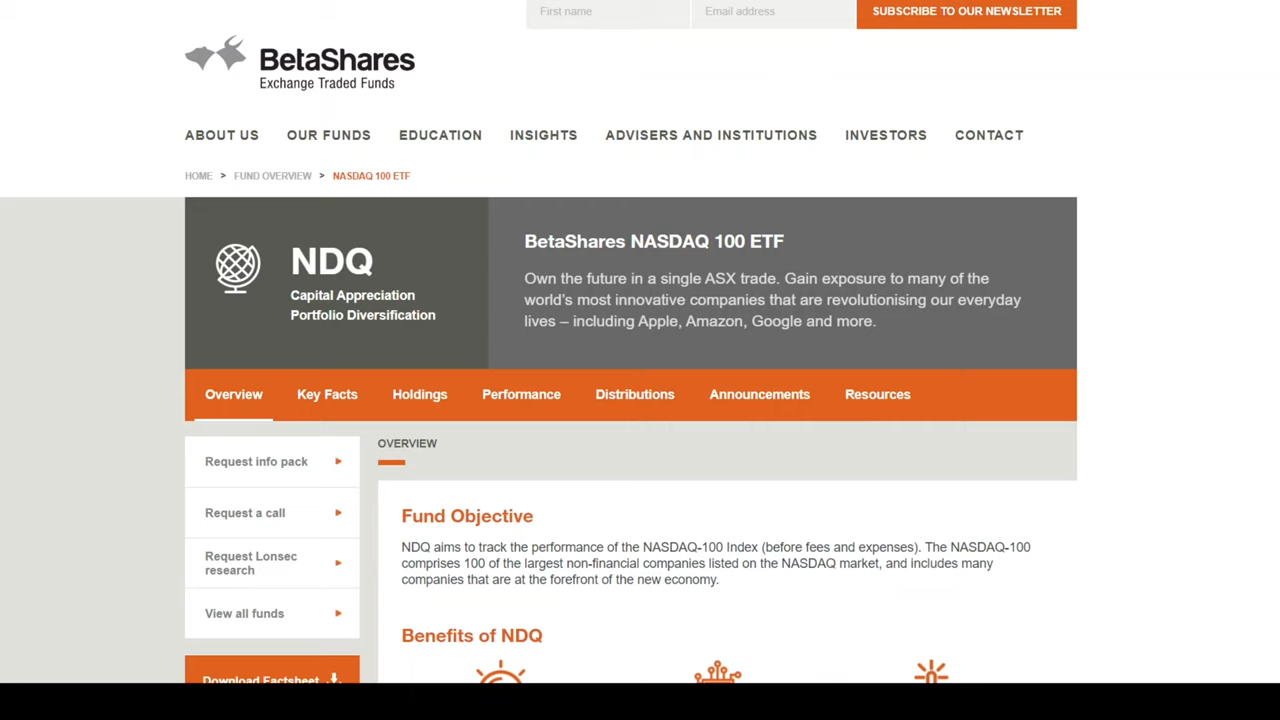 First name
Email address
SUBSCRIBE TO OUR NEWSLETTER
BetaShares
Exchange Traded Funds
ABOUT US
OUR FUNDS
EDUCATION
INSIGHTS
ADVISERS AND INSTITUTIONS
INVESTORS
CONTACT
HOME > FUND OVERVIEW > NASDAQ 100 ETF
NDQ
Capital Appreciation
Portfolio Diversification
BetaShares NASDAQ 100 ETF
Own the future in a single ASX trade. Gain exposure to many of the
world's most innovative companies that are revolutionising our everyday
lives – including Apple, Amazon, Google and more.
Overview
Key Facts
Holdings
Performance
Distributions
Announcements
Resources
Request info pack
Request a call
Request Lonsec
research
View all funds
Download Factsheet
OVERVIEW
Fund Objective
NDQ aims to track the performance of the NASDAQ-100 Index (before fees and expenses). The NASDAQ-100
comprises 100 of the largest non-financial companies listed on the NASDAQ market, and includes many
companies that are at the forefront of the new economy.
Benefits of NDQ